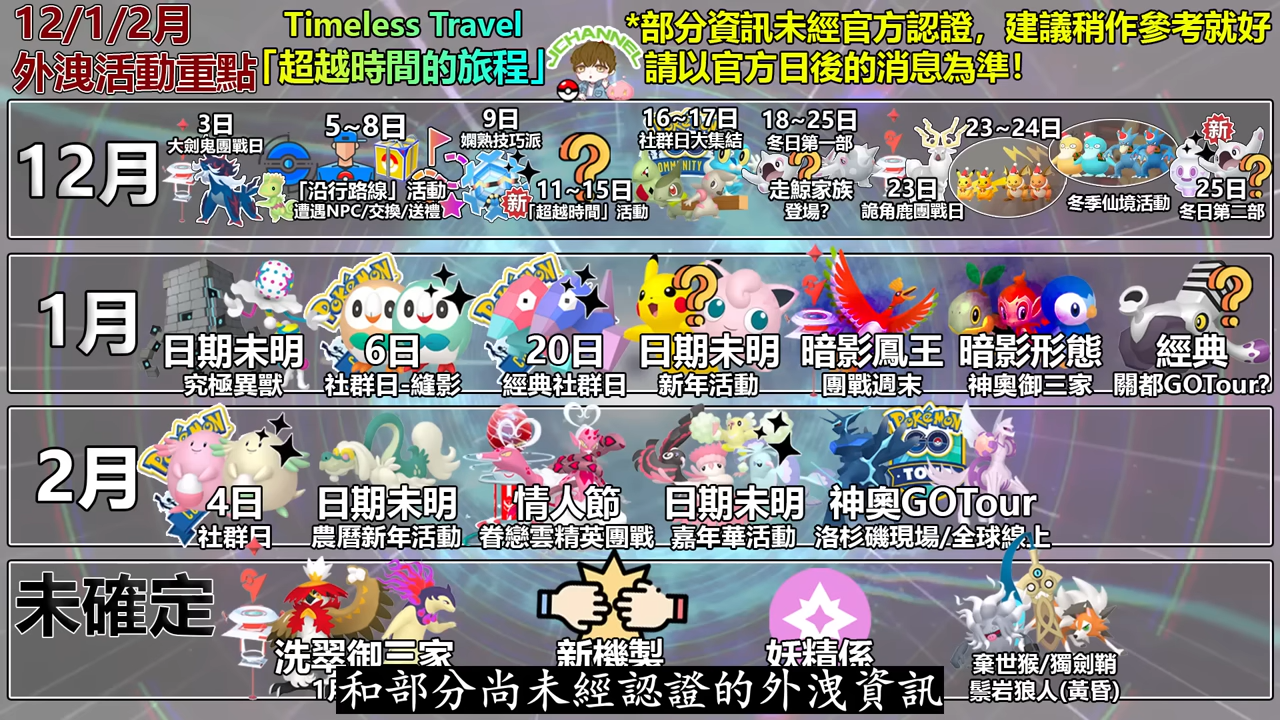 12/1/2月
外洩活動重點
Timeless Travel
「超越時間的旅程」
JCHANNEL
*部分資訊未經官方認證，建議稍作參考就好
請以官方日後的消息為準！
12月
3日
大劍鬼團戰日
5~8日
「沿行路線」活動
遭遇NPC/交換/送禮
9日
嫻熟技巧派
新
11~15日
「超越時間」活動
16~17日
社群日大集結
COMMUNITY
18~25日
冬日第一部
走鯨家族
登場?
23日
詭角鹿團戰日
23~24日
冬季仙境活動
新
25日
冬日第二部
1月
日期未明
究極異獸
POKÉMON
6日
社群日-縫影
POKÉMON
20日
經典社群日
日期未明
新年活動
暗影鳳王
團戰週末
暗影形態
神奧御三家
經典
關都GOTour?
2月
POKÉMON
4日
社群日
日期未明
農曆新年活動
情人節
眷戀雲精英團戰
日期未明
嘉年華活動
POKÉMON
GO
TOUR
神奧GOTour
洛杉磯現場/全球線上
未確定
洗翠御三家
新機製
妖精係
棄世猴/獨劍鞘
鬃岩狼人(黃昏)
和部分尚未經認證的外洩資訊